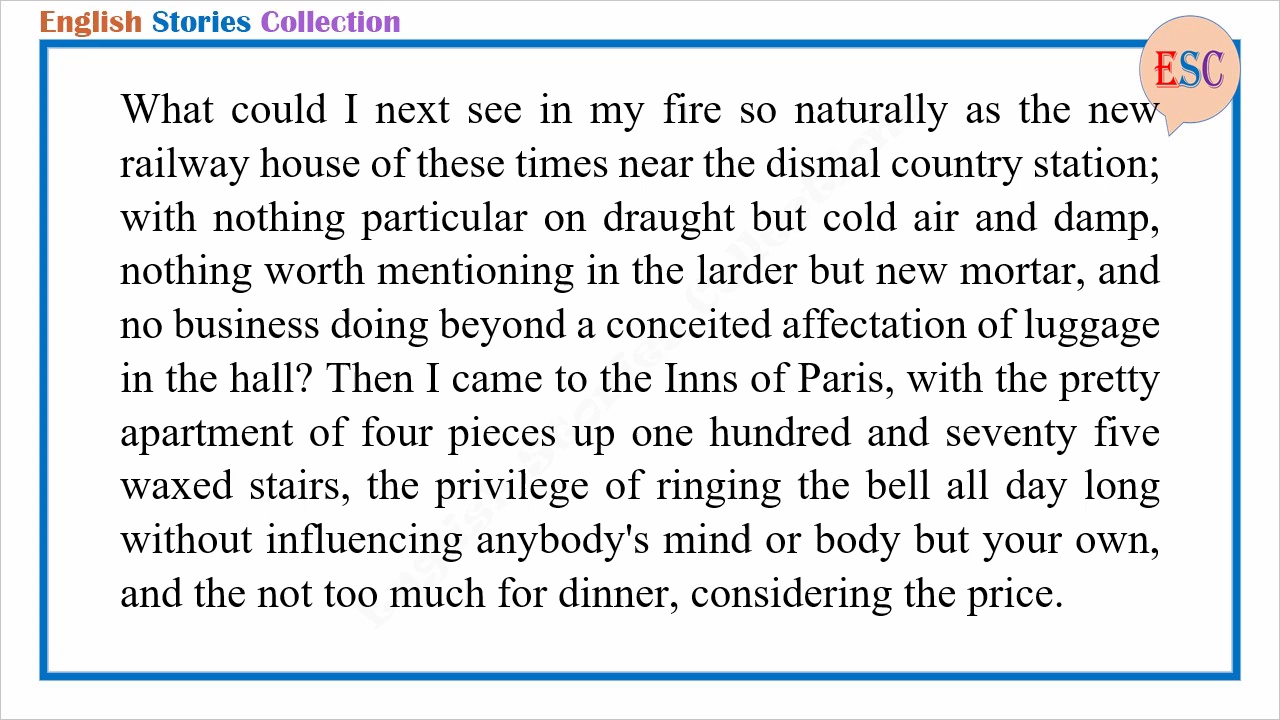 English Stories Collection
ESC
What could I next see in my fire so naturally as the new
railway house of these times near the dismal country station;
with nothing particular on draught but cold air and damp,
nothing worth mentioning in the larder but new mortar, and
no business doing beyond a conceited affectation of luggage
in the hall? Then I came to the Inns of Paris, with the pretty
apartment of four pieces up one hundred and seventy five
waxed stairs, the privilege of ringing the bell all day long
without influencing anybody's mind or body but your own,
and the not too much for dinner, considering the price.
English Stories Collection